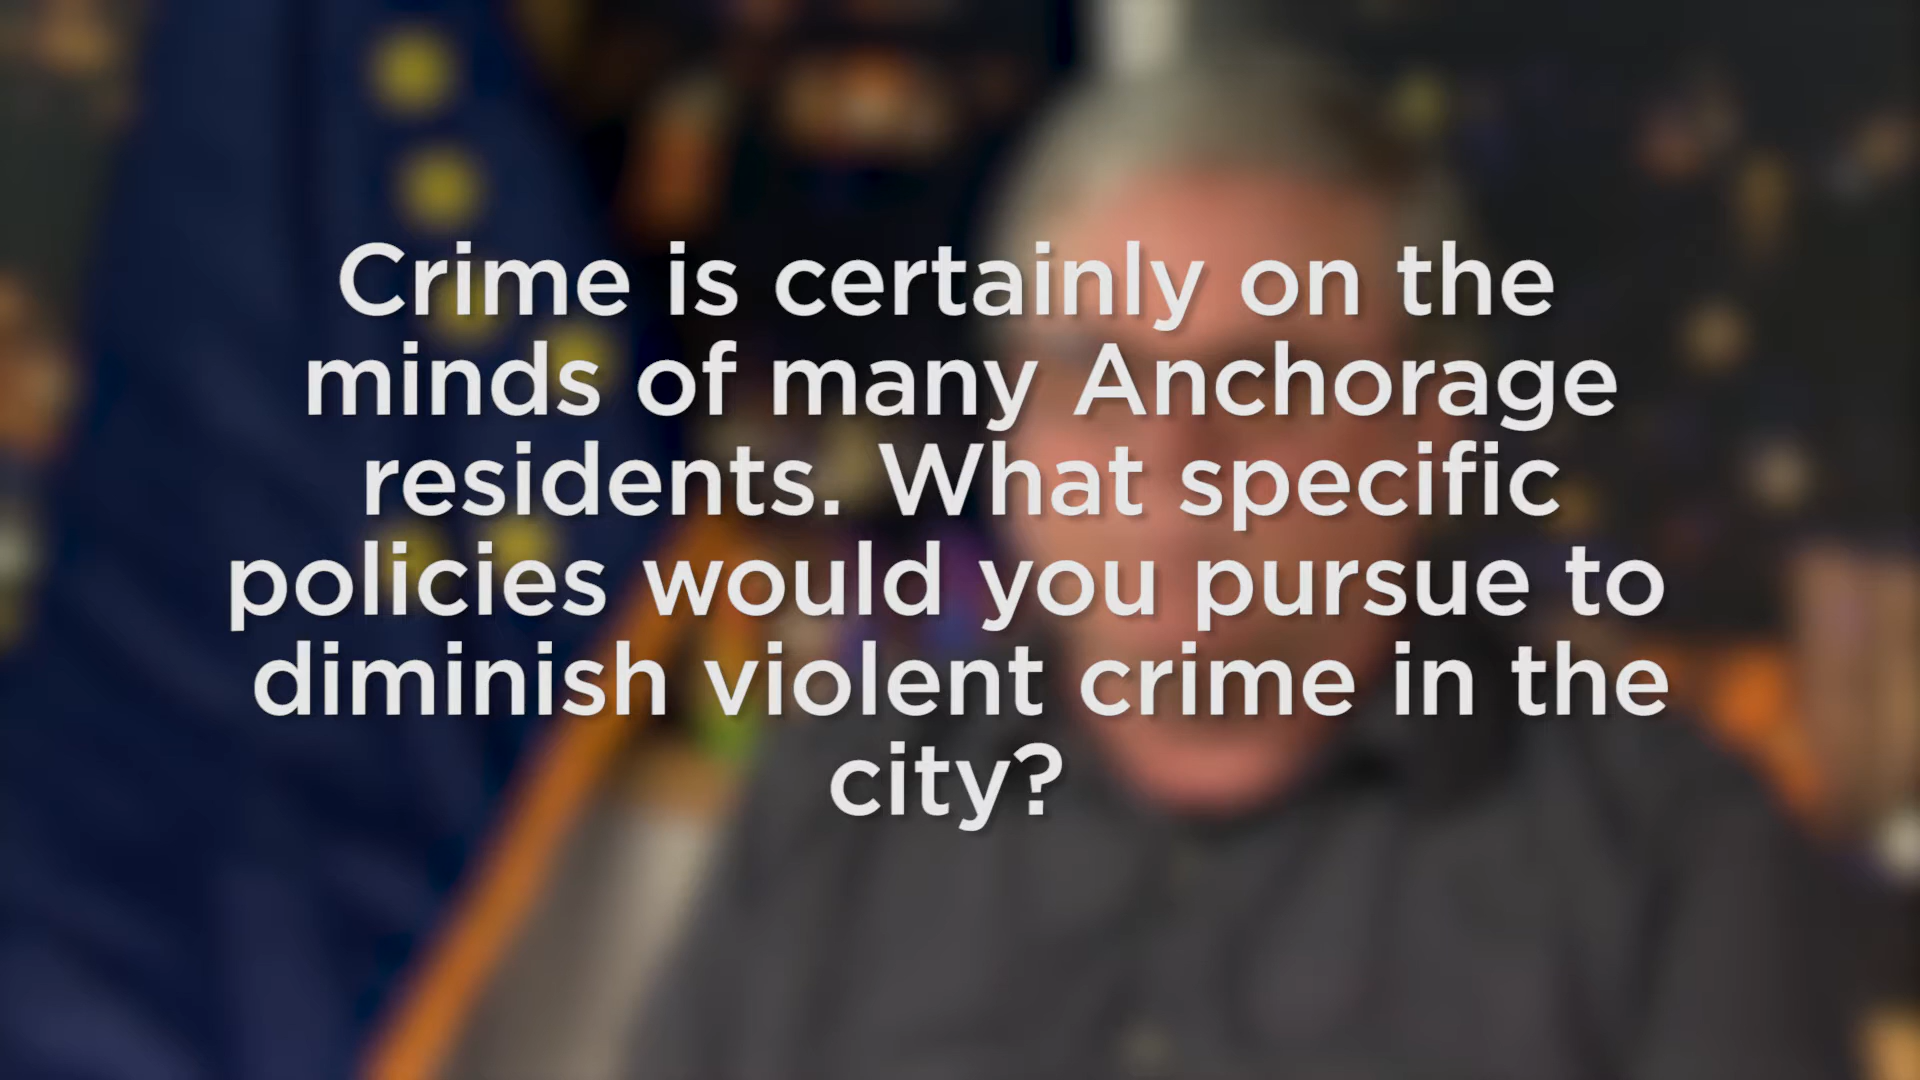 Crime is certainly on the
minds of many Anchorage
residents. What specific
policies would you pursue to
diminish violent crime in the
city?